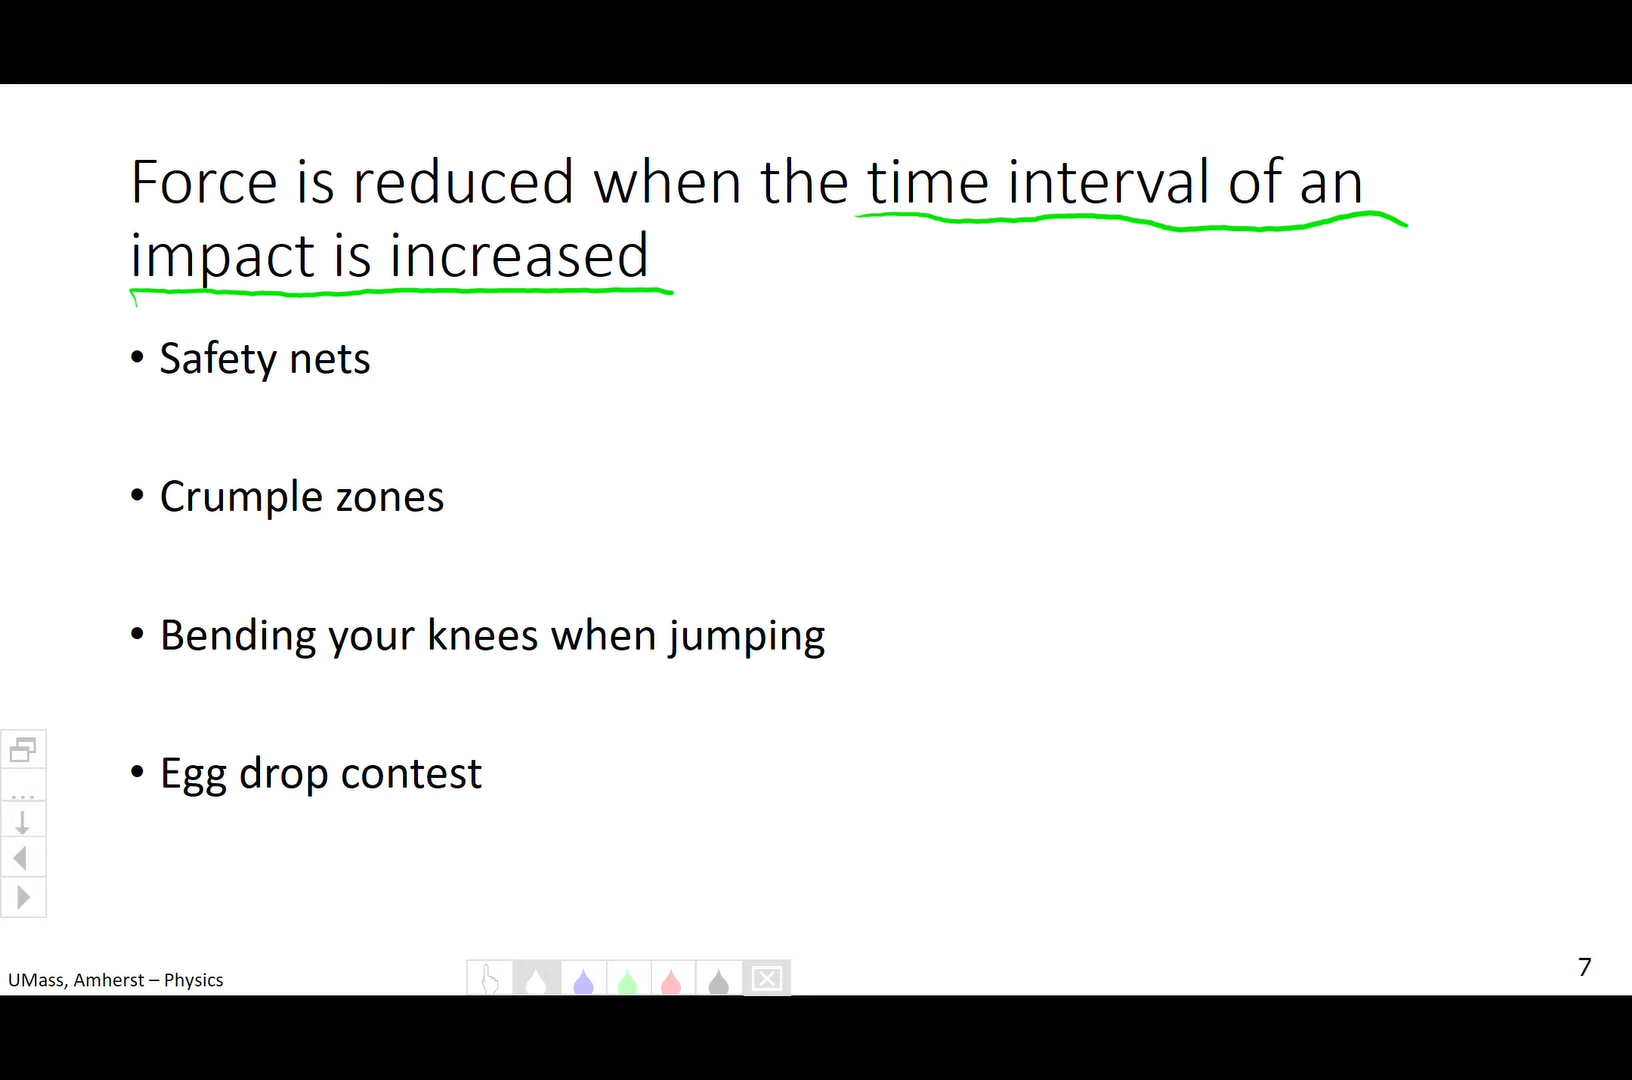 Force is reduced when the time interval of an
impact is increased
• Safety nets
• Crumple zones
• Bending your knees when jumping
• Egg drop contest
UMass, Amherst – Physics
7